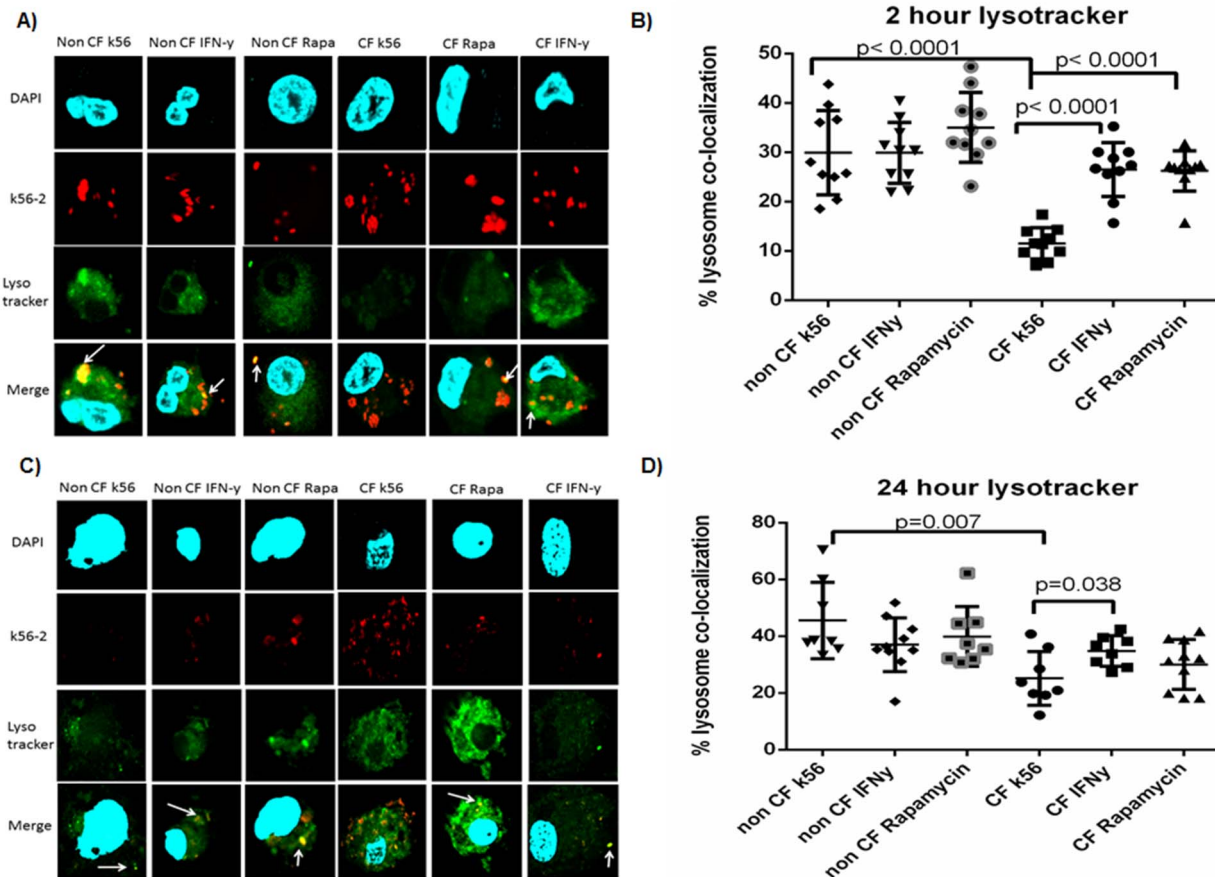 A)
Non CF k56 Non CF IFN-y Non CF Rapa CF k56 CF Rapa CF IFN-y
DAPI
k56-2
Lyso
tracker
Merge
B)
2 hour lysotracker
% lysosome co-localization
50
40
30
20
10
0
p< 0.0001
p< 0.0001
p< 0.0001
non CF k56
non CF IFNy
non CF Rapamycin
CF k56
CF IFNy
CF Rapamycin
C)
Non CF k56 Non CF IFN-y Non CF Rapa CF k56 CF Rapa CF IFN-y
DAPI
k56-2
Lyso
tracker
Merge
D)
24 hour lysotracker
% lysosome co-localization
80
60
40
20
0
p=0.007
p=0.038
non CF k56
non CF IFNy
non CF Rapamycin
CF k56
CF IFNy
CF Rapamycin